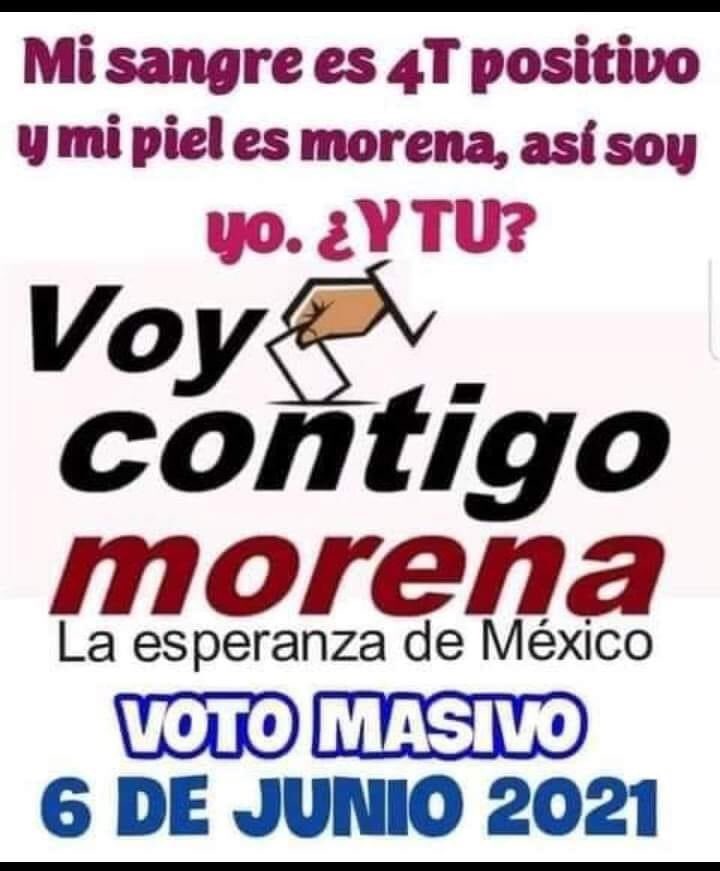 Mi sangre es 4T positivo
y mi piel es morena, así soy
yo. ¿Y TU?
Voy
contigo
morena
La esperanza de México
VOTO MASIVO
6 DE JUNIO 2021